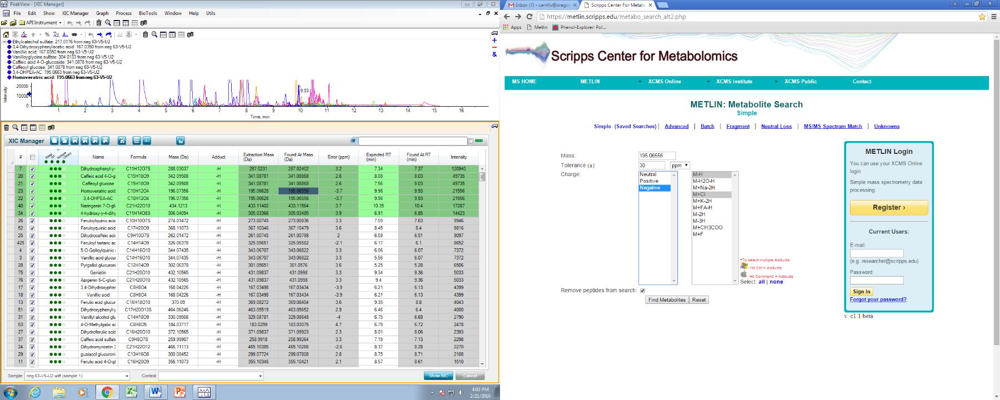 PeakView - [XIC Manager]
File Edit Show XIC Manager Graph Process BioTools Window Help Utils
API Instrument
Ethylcatechol sulfate: 217.0176 from neg 63-V5-U2
3,4-Dihydroxyphenylacetic acid: 167.0350 from neg 63-V5-U2
Vanillic acid: 167.0350 from neg 63-V5-U2
Vanilloyglycine sulfate: 304.0133 from neg 63-V5-U2
Caffeic acid 4-O-glucoside: 341.0878 from neg 63-V5-U2
Caffeoyl glucose: 341.0878 from neg 63-V5-U2
3,4-DHPEA-AC: 195.0663 from neg 63-V5-U2
Homoveratric acid: 195.0663 from neg 63-V5-U2
Intensity
20000
10000
0
9.93
1 2 3 4 5 6 7 8 9 10 11 12 13 14 15 16
Time, min
XIC Manager
# Mass RT Isotope Library Name Formula Mass (Da) Adduct Extraction Mass (Da) Found At Mass (Da) Error (ppm) Expected RT (min) Found At RT (min) Intensity
7 Dihydroxphenyl-y- C11H12O7S 288.03037 -H 287.0231 287.02402 3.2 7.34 7.37 120940
20 Caffeic acid 4-O-gl C15H18O9 342.09508 -H 341.08781 341.08868 2.6 8.08 8.03 49735
21 Caffeoyl glucose C15H18O9 342.09508 -H 341.08781 341.08868 2.6 7.56 8.03 49735
23 Homoveratric acid C10H12O4 196.07356 -H 195.06628 195.06556 -3.7 9.96 9.93 21556
22 3,4-DHPEA-AC C10H12O4 196.07356 -H 195.06628 195.06556 -3.7 9.96 9.93 21556
40 Naringenin 7-O-gl C21H22O10 434.1213 -H 433.11402 433.11564 3.7 10.35 10.4 17287
34 4-hydroxy-y-4-dihy C11H14O8S 306.04094 -H 305.03366 305.03485 3.9 6.91 6.85 14423
26 Feruloylquinic acid C10H10O7S 274.01472 -H 273.00745 273.00836 3.3 7.59 7.63 9946
52 Feruoylquinic acid C17H20O9 368.11073 -H 367.10346 367.10479 3.6 8.45 8.4 9816
25 Dihydrocaffeic acid C9H10O7S 262.01472 -H 261.00745 261.00798 2 6.59 6.51 9097
429 Feruloyl tartaric ac C14H14O9 326.06378 -H 325.05651 325.05582 -2.1 6.17 6.1 8652
4 5-O-Galloylquinic C14H16O10 344.07435 -H 343.06707 343.06822 3.3 6.06 6.07 7372
3 Vanillic acid glucur C14H16O10 344.07435 -H 343.06707 343.06822 3.3 5.56 6.07 7372
28 Pyrgallol glucuroni C12H14O9 302.06378 -H 301.05651 301.0576 3.6 5.25 5.28 6506
75 Genistin C21H20O10 432.10565 -H 431.09837 431.0998 3.3 9.34 9.36 5033
76 Apigenin 6-C-gluc C21H20O10 432.10565 -H 431.09837 431.0998 3.3 9.4 9.36 5033
17 3,4-Dihydroxypher C8H8O4 168.04226 -H 167.03498 167.03434 -3.9 6.21 6.13 4399
18 Vanillic acid C8H8O4 168.04226 -H 167.03498 167.03434 -3.9 6.21 6.13 4399
13 Ferulic acid glucur C16H18O10 370.09 -H 369.08272 369.08404 3.6 9.35 8.8 4043
51 Dihydroxyphenyl-y C17H20O13S 464.06246 -H 463.05519 463.05652 2.9 6.46 6.4 4000
31 Vanillyl alcohol glu C14H18O9 330.09508 -H 329.08781 329.08648 -4 6.75 6.68 2790
53 4-O-Methylgalic ac C8H8O5 184.03717 -H 183.0299 183.03075 4.7 6.79 6.72 2478
27 Dihydroferulic acid C16H20O10 372.10565 -H 371.09837 371.09923 2.3 8.01 8.06 2393
37 Caffeic acid sulfate C9H8O7S 259.99907 -H 258.9918 258.99264 3.3 7.19 7.13 2298
24 Dihydromyricetin 3 C21H22O12 466.11113 -H 465.10385 465.10266 -2.6 8.37 8.28 2270
29 guaiacol glucuroni C13H16O8 300.08452 -H 299.07724 299.07808 2.8 8.75 8.71 2108
11 Ferulic acid 4-O-gl C16H20O9 356.11073 -H 355.10346 355.10421 2.1 8.57 8.61 1510
Sample: neg 63-V5-U2.wiff (sample 1) Control: Show XIC Cancel
4:03 PM
2/21/2016
Inbox (7) - carrillv@orego Scripps Center For Metabo
https://metlin.scripps.edu/metabo_search_alt2.php
Apps Metlin Phenol-Explorer: Pol...
Scripps Center for Metabolomics
MS HOME METLIN XCMS Online XCMS Institute XCMS Public Contact
METLIN: Metabolite Search
Simple
Simple (Saved Searches) | Advanced | Batch | Fragment | Neutral Loss | MS/MS Spectrum Match | Unknowns
Mass: 195.06556
Tolerance (±): 30 ppm
Charge:
Neutral
Positive
Negative
M-H
M-H2O-H
M+Na-2H
M+Cl
M+K-2H
M+FA-H
M-2H
M-3H
M+CH3COO
M+F
*To select multiple Adducts:
- Hit Ctrl + Adducts
- Hit Command + Adducts
Select: all | none
Remove peptides from search:
Find Metabolites Reset
METLIN Login
You can use your XCMS Online
login.
Simple mass spectrometry data
processing.
Register ›
Current Users:
E-mail:
(e.g. researcher@scripps.edu)
Password:
Sign In
Forgot your password?
v. c1.1 beta